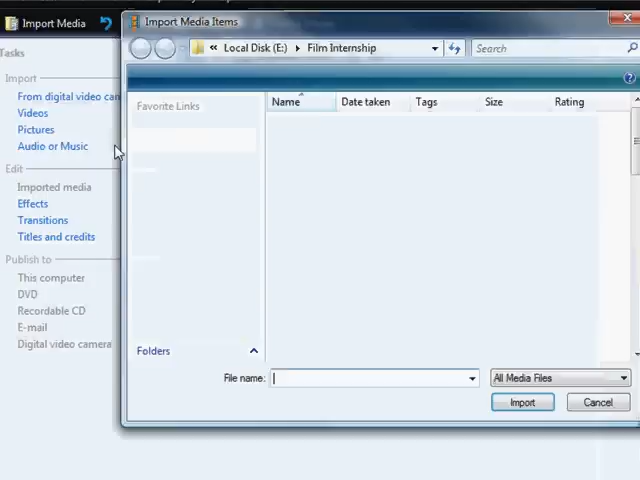 Import Media
Import Media Items
« Local Disk (E:) Film Internship
Search
Tasks
Import
From digital video can
Videos
Pictures
Audio or Music
Edit
Imported media
Effects
Transitions
Titles and credits
Publish to
This computer
DVD
Recordable CD
E-mail
Digital video camera
Favorite Links
Name Date taken Tags Size Rating
Folders
File name:
All Media Files
Import Cancel